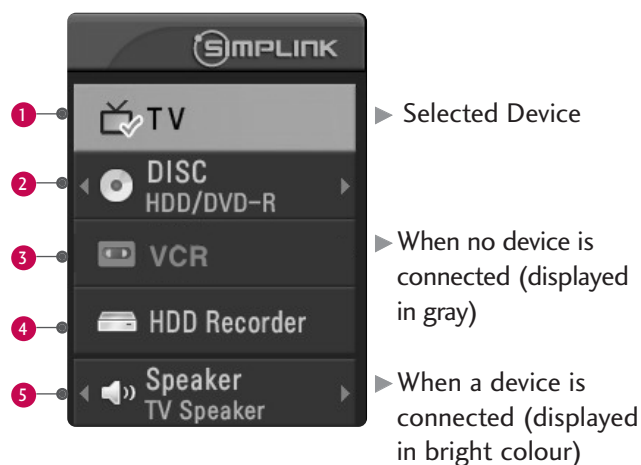 SIMPLINK
1 TV
Selected Device
2 DISC
HDD/DVD-R
3 VCR
When no device is
connected (displayed
in gray)
4 HDD Recorder
5 Speaker
TV Speaker
When a device is
connected (displayed
in bright colour)